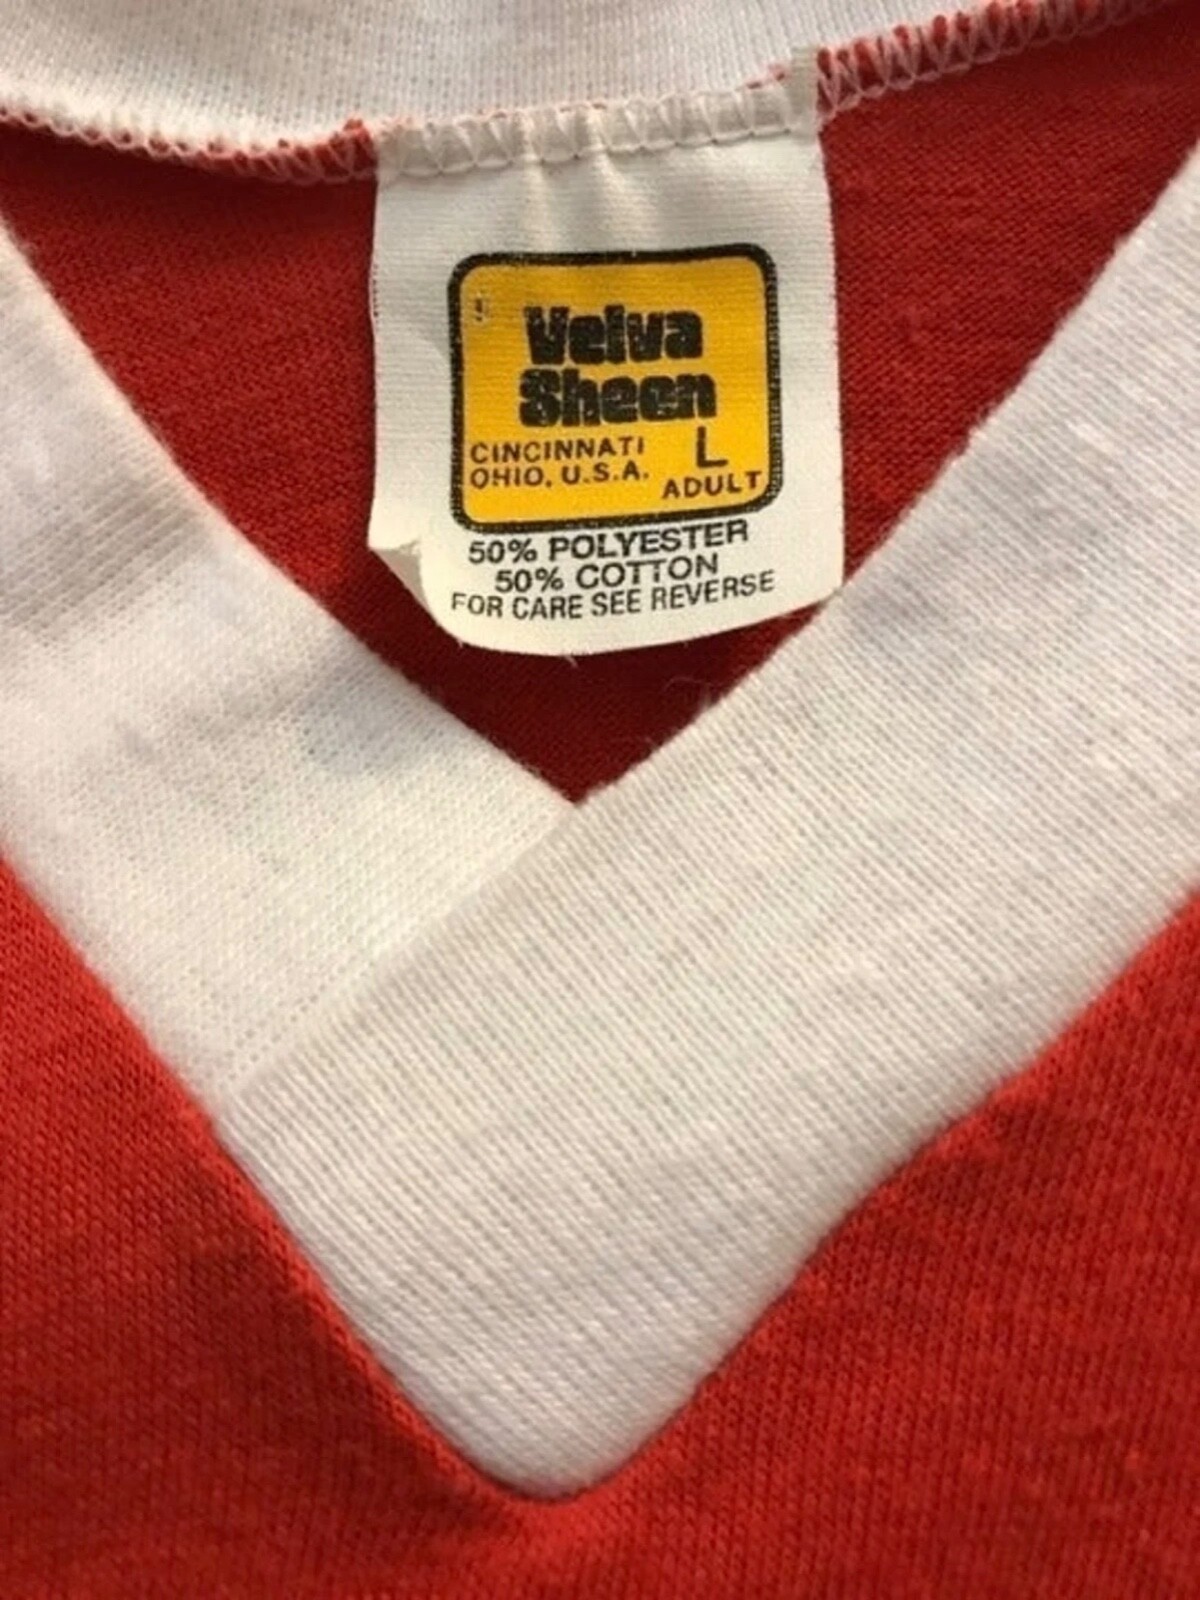 Velva
Sheen
CINCINNATI
OHIO, U.S.A.
L
ADULT
50% POLYESTER
50% COTTON
FOR CARE SEE REVERSE